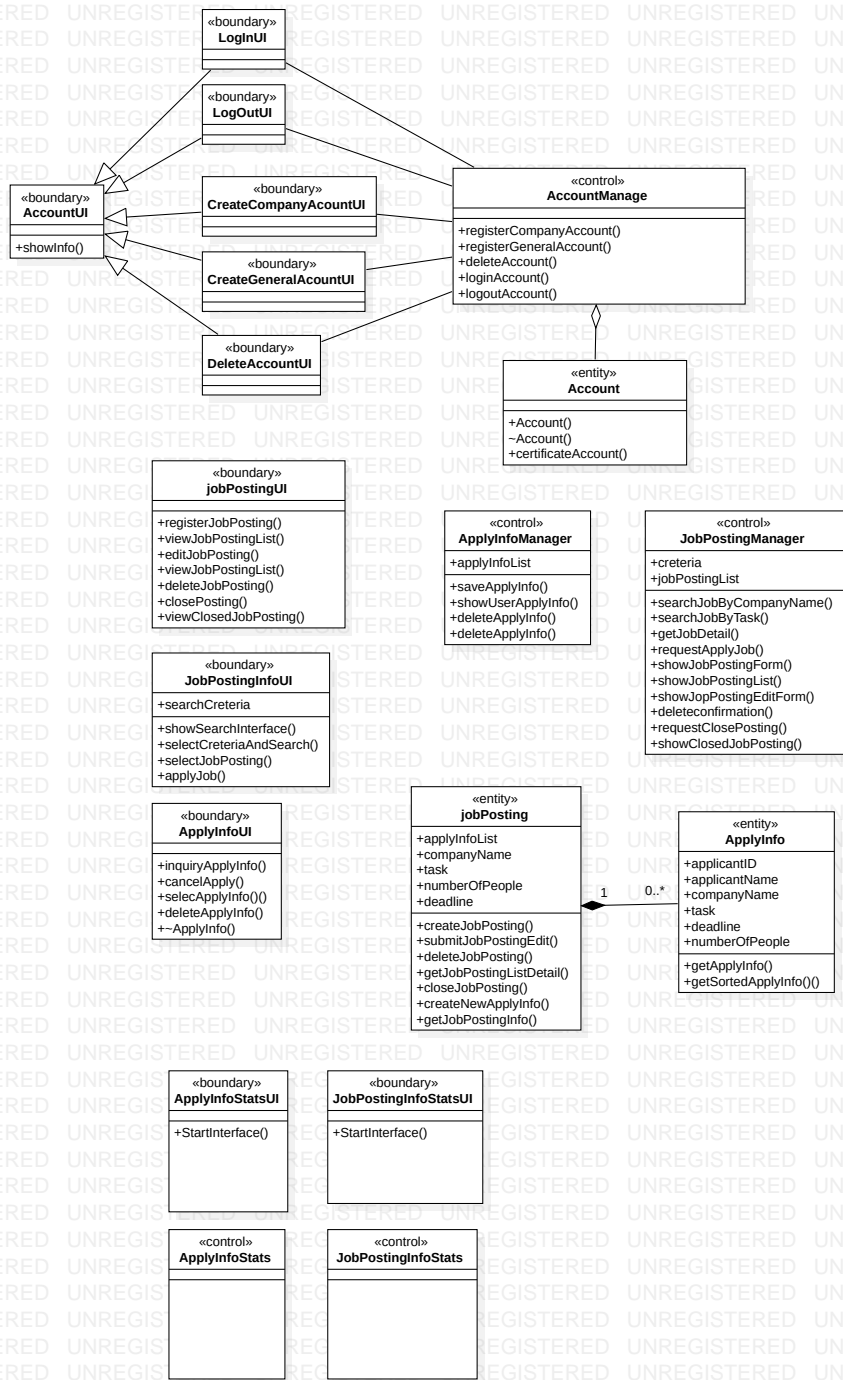 «boundary»
LogInUI
«boundary»
LogOutUI
«boundary»
AccountUI
+showInfo()
«boundary»
CreateCompanyAcountUI
«boundary»
CreateGeneralAcountUI
«boundary»
DeleteAccountUI
«control»
AccountManage
+registerCompanyAccount()
+registerGeneralAccount()
+deleteAccount()
+loginAccount()
+logoutAccount()
«entity»
Account
+Account()
~Account()
+certificateAccount()
«boundary»
jobPostingUI
+registerJobPosting()
+viewJobPostingList()
+editJobPosting()
+viewJobPostingList()
+deleteJobPosting()
+closePosting()
+viewClosedJobPosting()
«control»
ApplyInfoManager
+applyInfoList
+saveApplyInfo()
+showUserApplyInfo()
+deleteApplyInfo()
+deleteApplyInfo()
«control»
JobPostingManager
+creteria
+jobPostingList
+searchJobByCompanyName()
+searchJobByTask()
+getJobDetail()
+requestApplyJob()
+showJobPostingForm()
+showJobPostingList()
+showJopPostingEditForm()
+deleteconfirmation()
+requestClosePosting()
+showClosedJobPosting()
«boundary»
JobPostingInfoUI
+searchCreteria
+showSearchInterface()
+selectCreteriaAndSearch()
+selectJobPosting()
+applyJob()
«boundary»
ApplyInfoUI
+inquiryApplyInfo()
+cancelApply()
+selecApplyInfo()()
+deleteApplyInfo()
+~ApplyInfo()
«entity»
jobPosting
+applyInfoList
+companyName
+task
+numberOfPeople
+deadline
+createJobPosting()
+submitJobPostingEdit()
+deleteJobPosting()
+getJobPostingListDetail()
+closeJobPosting()
+createNewApplyInfo()
+getJobPostingInfo()
1
0..*
«entity»
ApplyInfo
+applicantID
+applicantName
+companyName
+task
+deadline
+numberOfPeople
+getApplyInfo()
+getSortedApplyInfo()()
«boundary»
ApplyInfoStatsUI
+StartInterface()
«boundary»
JobPostingInfoStatsUI
+StartInterface()
«control»
ApplyInfoStats
«control»
JobPostingInfoStats